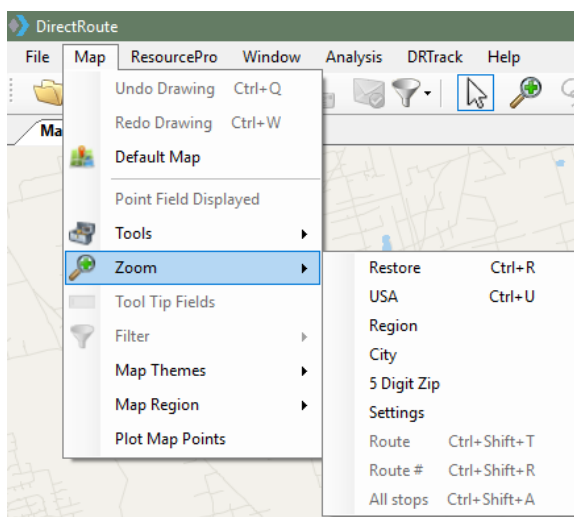 DirectRoute
File Map ResourcePro Window Analysis DRTrack Help
Undo Drawing Ctrl+Q
Redo Drawing Ctrl+W
Ma
Default Map
Point Field Displayed
Tools
Zoom
Restore Ctrl+R
USA Ctrl+U
Tool Tip Fields
Region
Filter
City
Map Themes
5 Digit Zip
Map Region
Settings
Plot Map Points
Route Ctrl+Shift+T
Route # Ctrl+Shift+R
All stops Ctrl+Shift+A